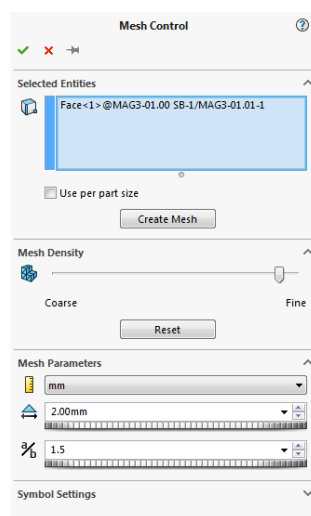 Mesh Control
Selected Entities
Face<1>@MAG3-01.00 SB-1/MAG3-01.01-1
Use per part size
Create Mesh
Mesh Density
Coarse Fine
Reset
Mesh Parameters
mm
2.00mm
a/b 1.5
Symbol Settings